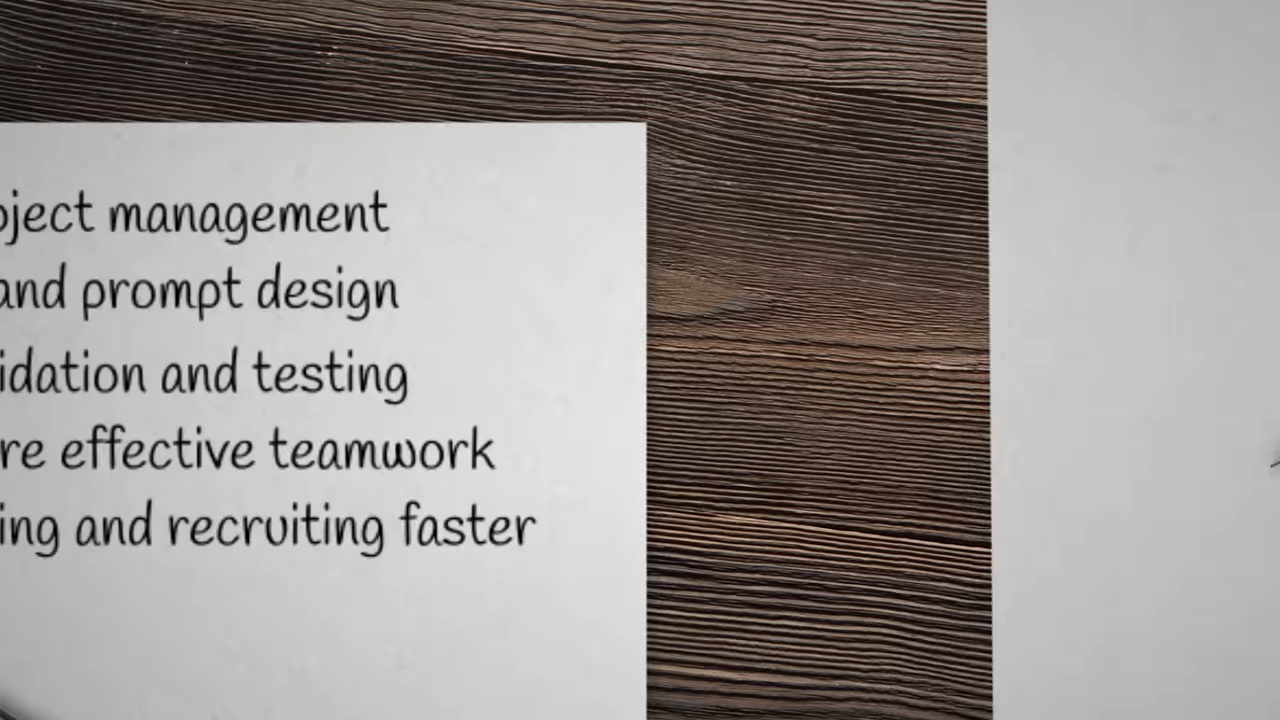 oject management
and prompt design
idation and testing
re effective teamwork
ing and recruiting faster